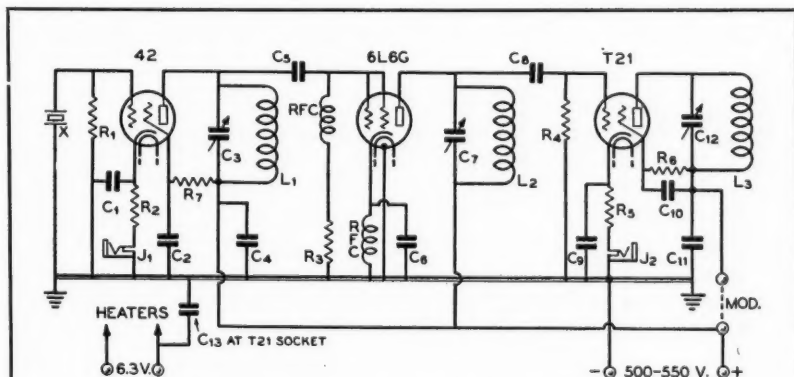 42
C5
6L6G
C8
T21
X
R1
C3
L1
RFC
C7
L2
R4
C12
L3
R6
C1
R2
R7
C10
J1
C2
C4
R3
RFC
C6
C9
R5
J2
C11
MOD.
HEATERS
C13 AT T21 SOCKET
6.3V.
- 500-550 V. +